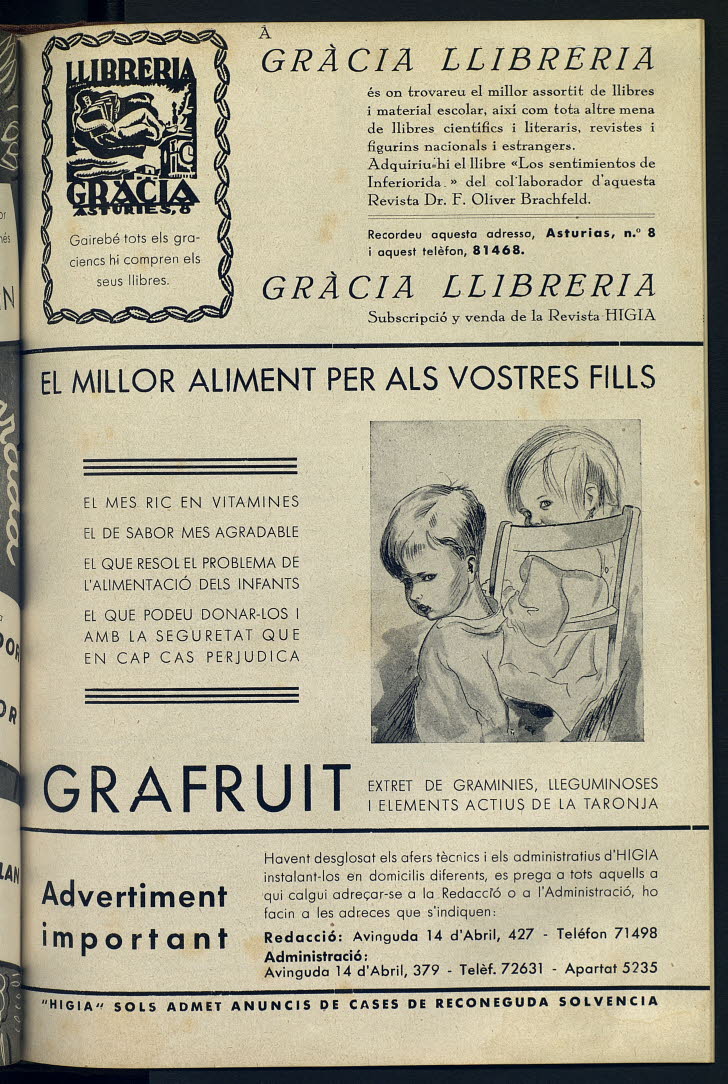 LLIBRERIA
GRÀCIA
ASTURIES, 8
Gairebé tots els gra-
ciencs hi compren els
seus llibres.
À
GRÀCIA LLIBRERIA
és on trovareu el millor assortit de llibres
i material escolar, així com tota altre mena
de llibres científics i literaris, revistes i
figurins nacionals i estrangers.
Adquiriu-hi el llibre «Los sentimientos de
Inferiorida » del col·laborador d'aquesta
Revista Dr. F. Oliver Brachfeld.
Recordeu aquesta adressa, Asturias, n.º 8
i aquest telèfon, 81468.
GRÀCIA LLIBRERIA
Subscripció y venda de la Revista HIGIA
EL MILLOR ALIMENT PER ALS VOSTRES FILLS
EL MES RIC EN VITAMINES
EL DE SABOR MES AGRADABLE
EL QUE RESOL EL PROBLEMA DE
L'ALIMENTACIÓ DELS INFANTS
EL QUE PODEU DONAR-LOS I
AMB LA SEGURETAT QUE
EN CAP CAS PERJUDICA
GRAFRUIT
EXTRET DE GRAMINIES, LLEGUMINOSES
I ELEMENTS ACTIUS DE LA TARONJA
Advertiment
important
Havent desglosat els afers tècnics i els administratius d'HIGIA
instalant-los en domicilis diferents, es prega a tots aquells a
qui calgui adreçar-se a la Redacció o a l'Administració, ho
facin a les adreces que s'indiquen:
Redacció: Avinguda 14 d'Abril, 427 - Teléfon 71498
Administració:
Avinguda 14 d'Abril, 379 - Telèf. 72631 - Apartat 5235
"HIGIA" SOLS ADMET ANUNCIS DE CASES DE RECONEGUDA SOLVENCIA